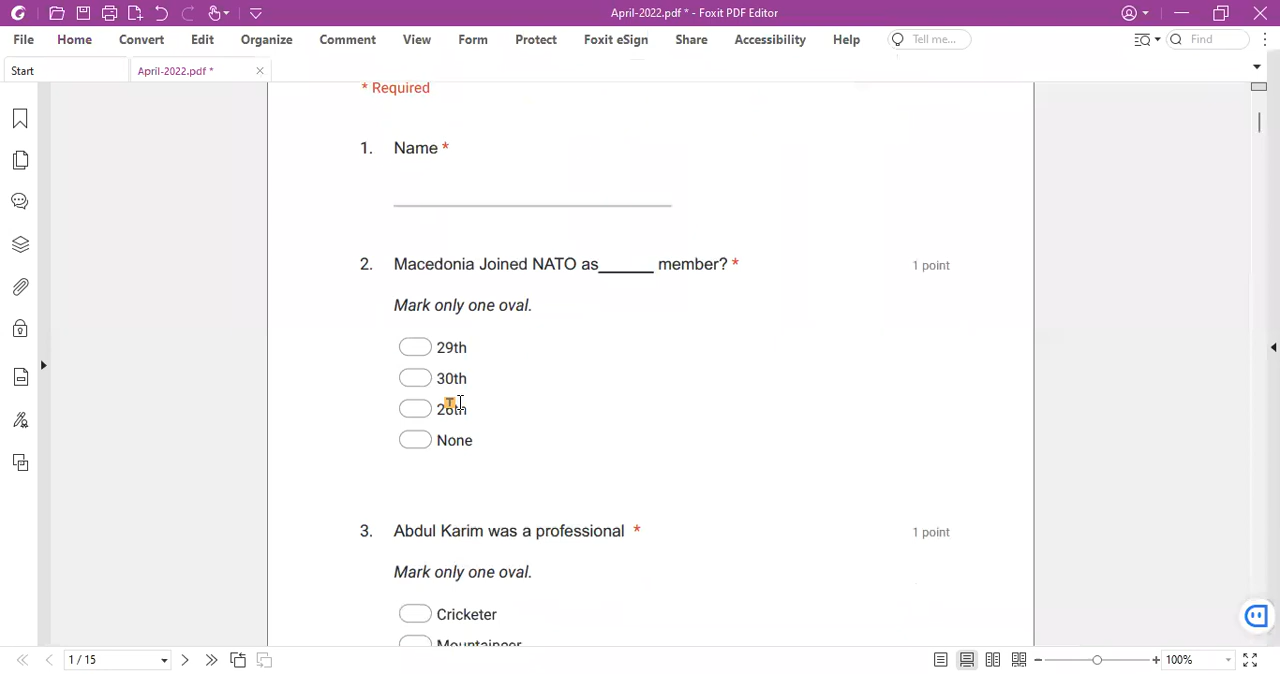 April-2022.pdf * - Foxit PDF Editor
File Home Convert Edit Organize Comment View Form Protect Foxit eSign Share Accessibility Help Tell me... Find
Start April-2022.pdf *
* Required
1. Name *
2. Macedonia Joined NATO as______ member? * 1 point
Mark only one oval.
29th
30th
T
None
3. Abdul Karim was a professional * 1 point
Mark only one oval.
Cricketer
Mountaineer
1 / 15 100%